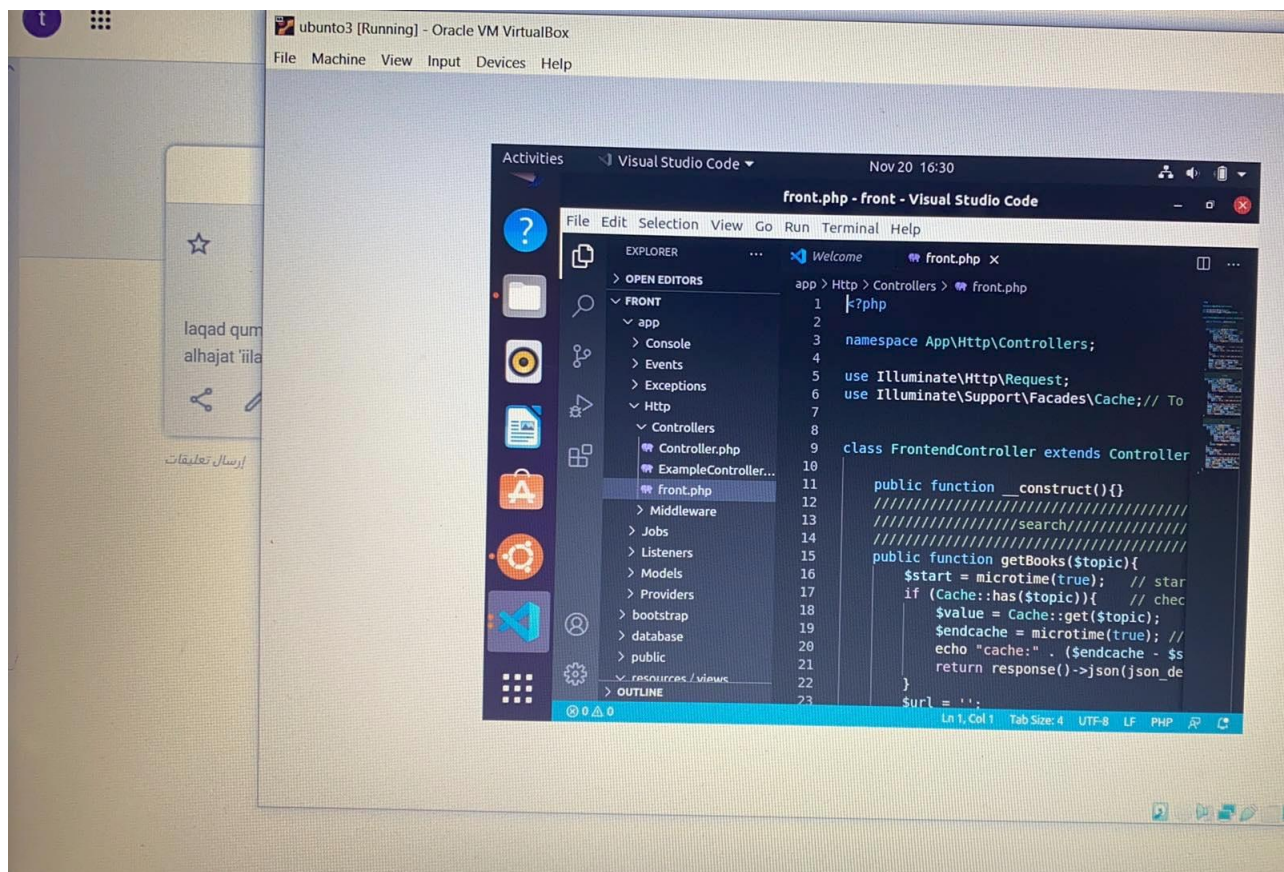 t
ubunto3 [Running] - Oracle VM VirtualBox
File Machine View Input Devices Help
laqad qum
alhajat 'iila
إرسال تعليقات
Activities Visual Studio Code Nov 20 16:30
front.php - front - Visual Studio Code
File Edit Selection View Go Run Terminal Help
EXPLORER ...
OPEN EDITORS
FRONT
app
Console
Events
Exceptions
Http
Controllers
Controller.php
ExampleController...
front.php
Middleware
Jobs
Listeners
Models
Providers
bootstrap
database
public
resources / views
OUTLINE
Welcome front.php
app > Http > Controllers > front.php
1 <?php
2
3 namespace App\Http\Controllers;
4
5 use Illuminate\Http\Request;
6 use Illuminate\Support\Facades\Cache;// To
7
8
9 class FrontendController extends Controller
10
11 public function __construct(){}
12 ///////////////////////////////////////
13 //////////////////search///////////////
14 ///////////////////////////////////////
15 public function getBooks($topic){
16 $start = microtime(true); // star
17 if (Cache::has($topic)){ // chec
18 $value = Cache::get($topic);
19 $endcache = microtime(true); //
20 echo "cache:" . ($endcache - $s
21 return response()->json(json_de
22 }
23 $url = '';
0 0 Ln 1, Col 1 Tab Size: 4 UTF-8 LF PHP